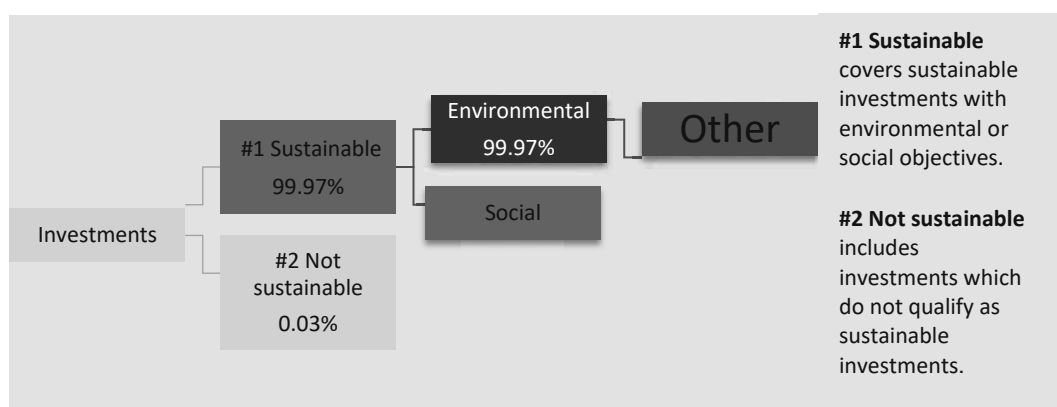 Investments
#1 Sustainable
99.97%
#2 Not
sustainable
0.03%
Environmental
99.97%
Social
Other
#1 Sustainable
covers sustainable
investments with
environmental or
social objectives.
#2 Not sustainable
includes
investments which
do not qualify as
sustainable
investments.